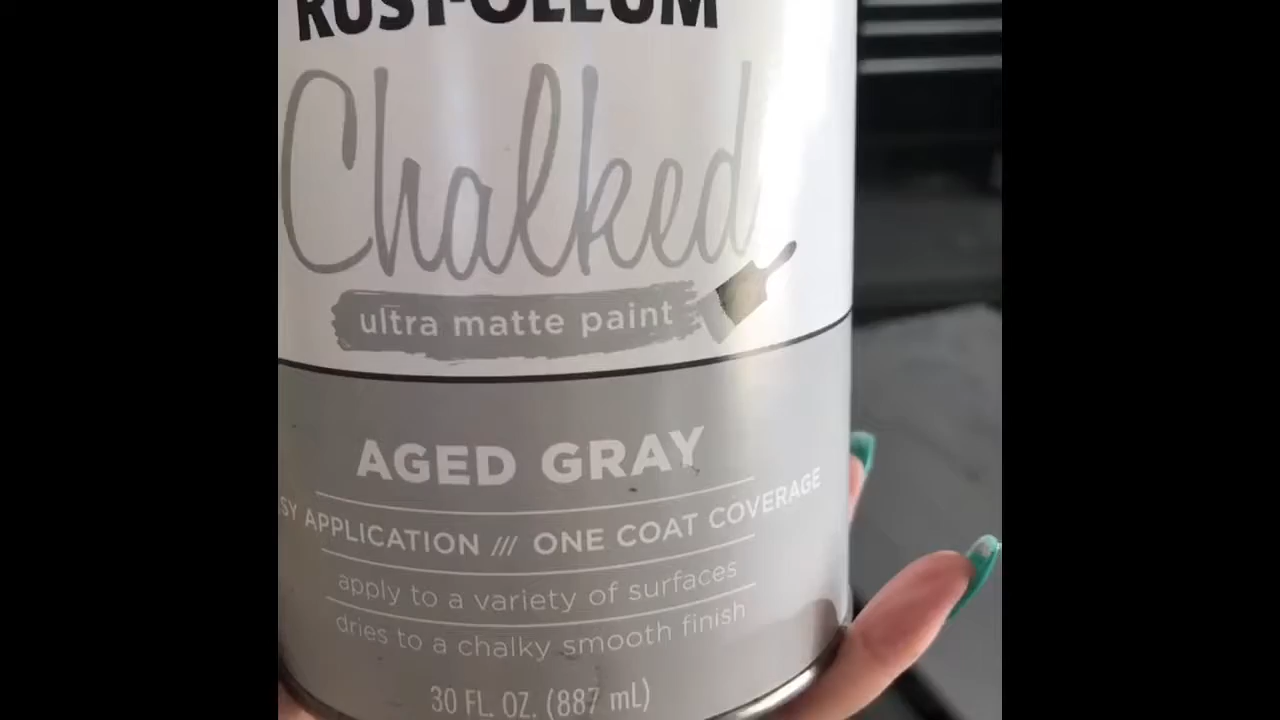 RUST-OLEUM
Chalked
ultra matte paint
AGED GRAY
SY APPLICATION /// ONE COAT COVERAGE
apply to a variety of surfaces
dries to a chalky smooth finish
30 FL. OZ. (887 mL)